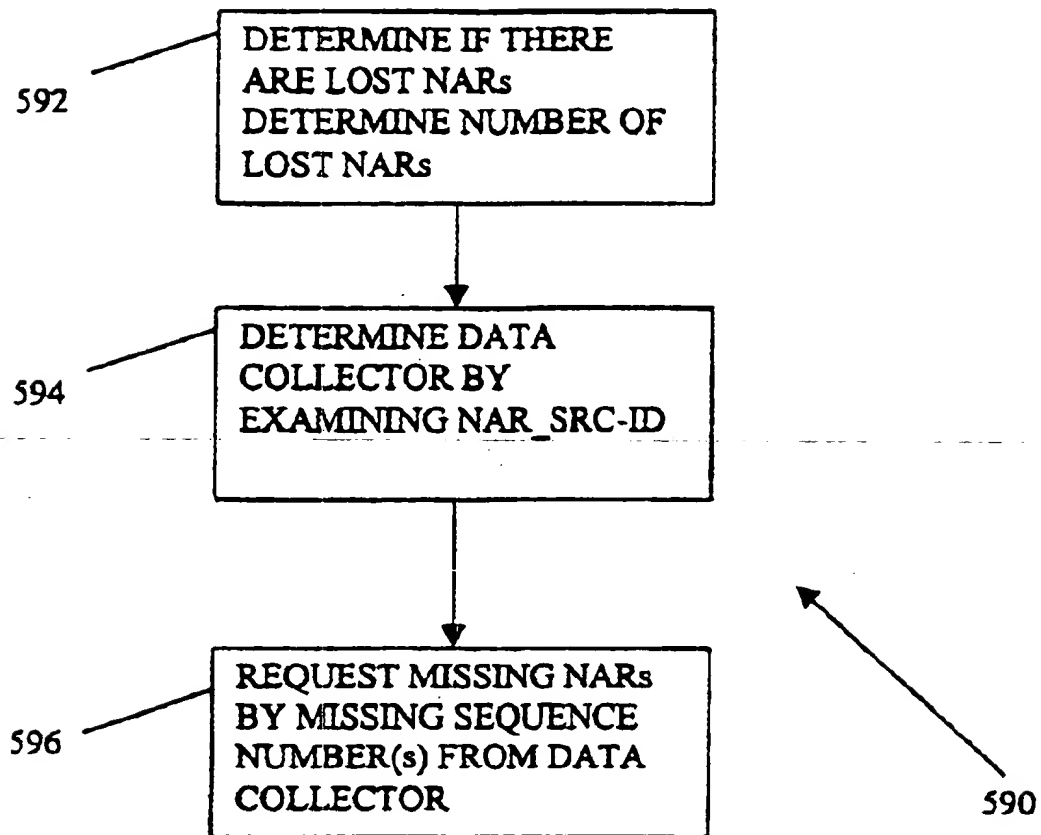 DETERMINE IF THERE
ARE LOST NARs
DETERMINE NUMBER OF
LOST NARs
592
DETERMINE DATA
COLLECTOR BY
EXAMINING NAR_SRC-ID
594
REQUEST MISSING NARs
BY MISSING SEQUENCE
NUMBER(s) FROM DATA
COLLECTOR
596
590